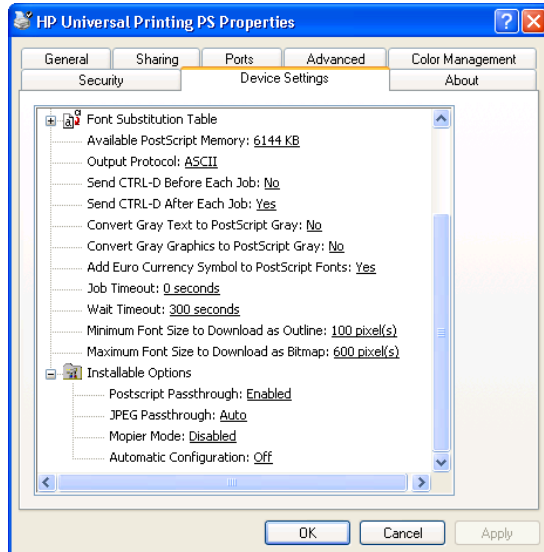 HP Universal Printing PS Properties
General Sharing Ports Advanced Color Management
Security Device Settings About
Font Substitution Table
Available PostScript Memory: 6144 KB
Output Protocol: ASCII
Send CTRL-D Before Each Job: No
Send CTRL-D After Each Job: Yes
Convert Gray Text to PostScript Gray: No
Convert Gray Graphics to PostScript Gray: No
Add Euro Currency Symbol to PostScript Fonts: Yes
Job Timeout: 0 seconds
Wait Timeout: 300 seconds
Minimum Font Size to Download as Outline: 100 pixel(s)
Maximum Font Size to Download as Bitmap: 600 pixel(s)
Installable Options
Postscript Passthrough: Enabled
JPEG Passthrough: Auto
Mopier Mode: Disabled
Automatic Configuration: Off
OK Cancel Apply